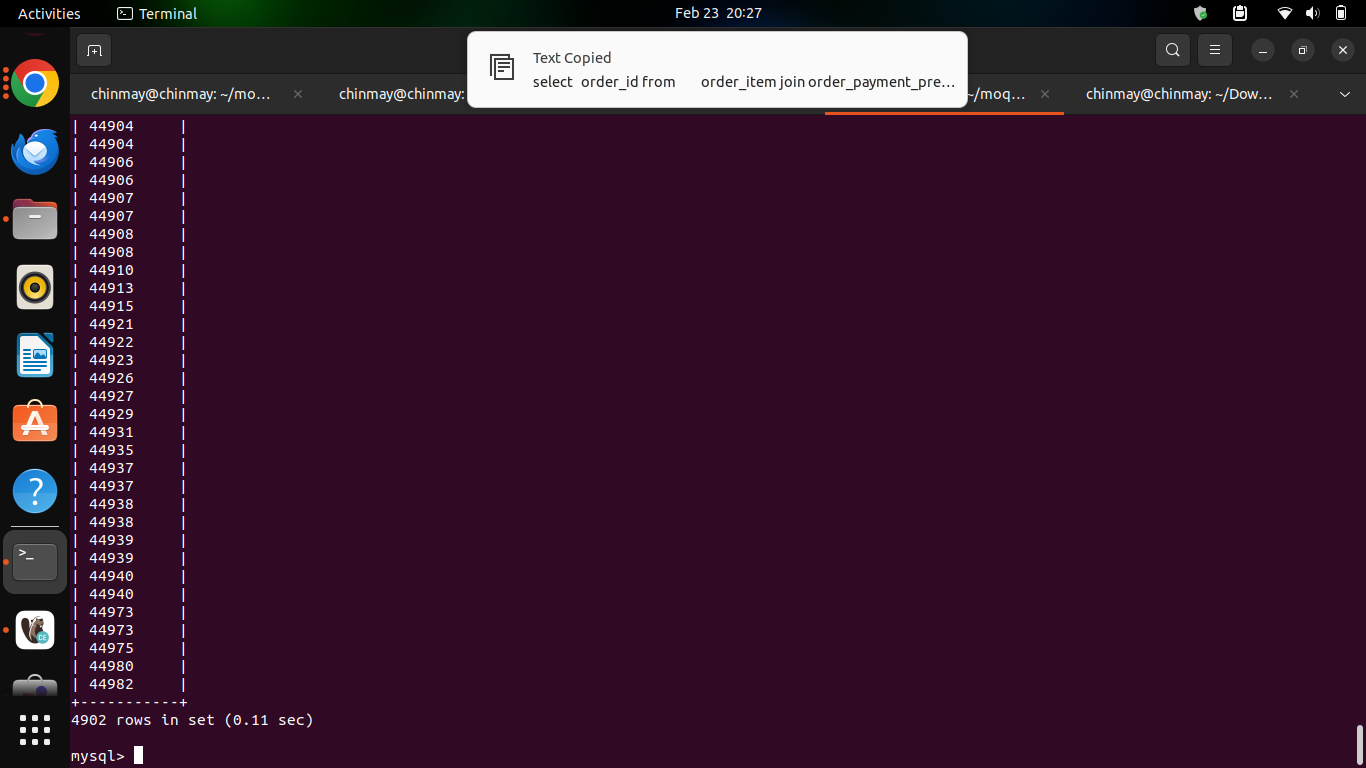 Activities
Terminal
Feb 23 20:27
Text Copied
select order_id from order_item join order_payment_pre...
chinmay@chinmay: ~/mo...
chinmay@chinmay:
~/moq...
chinmay@chinmay: ~/Dow...
| 44904 |
| 44904 |
| 44906 |
| 44906 |
| 44907 |
| 44907 |
| 44908 |
| 44908 |
| 44910 |
| 44913 |
| 44915 |
| 44921 |
| 44922 |
| 44923 |
| 44926 |
| 44927 |
| 44929 |
| 44931 |
| 44935 |
| 44937 |
| 44937 |
| 44938 |
| 44938 |
| 44939 |
| 44939 |
| 44940 |
| 44940 |
| 44973 |
| 44973 |
| 44975 |
| 44980 |
| 44982 |
+-----------+
4902 rows in set (0.11 sec)
mysql>
>_
CE